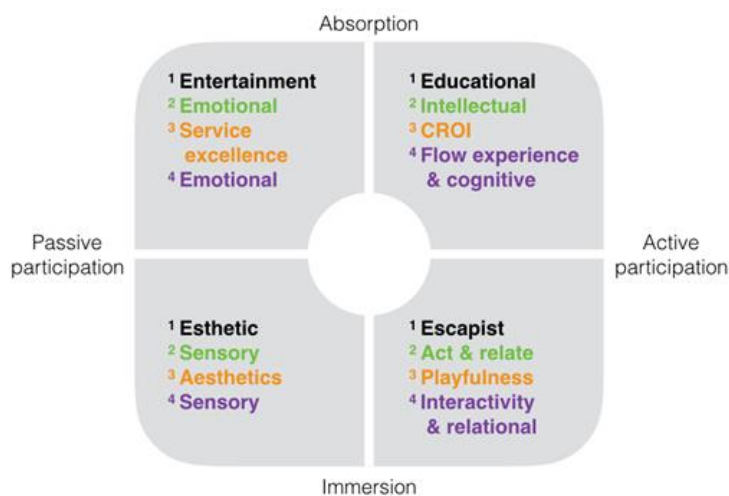 Absorption
1 Entertainment
2 Emotional
3 Service
excellence
4 Emotional
1 Educational
2 Intellectual
3 CROI
4 Flow experience
& cognitive
Passive
participation
Active
participation
1 Esthetic
2 Sensory
3 Aesthetics
4 Sensory
1 Escapist
2 Act & relate
3 Playfulness
4 Interactivity
& relational
Immersion